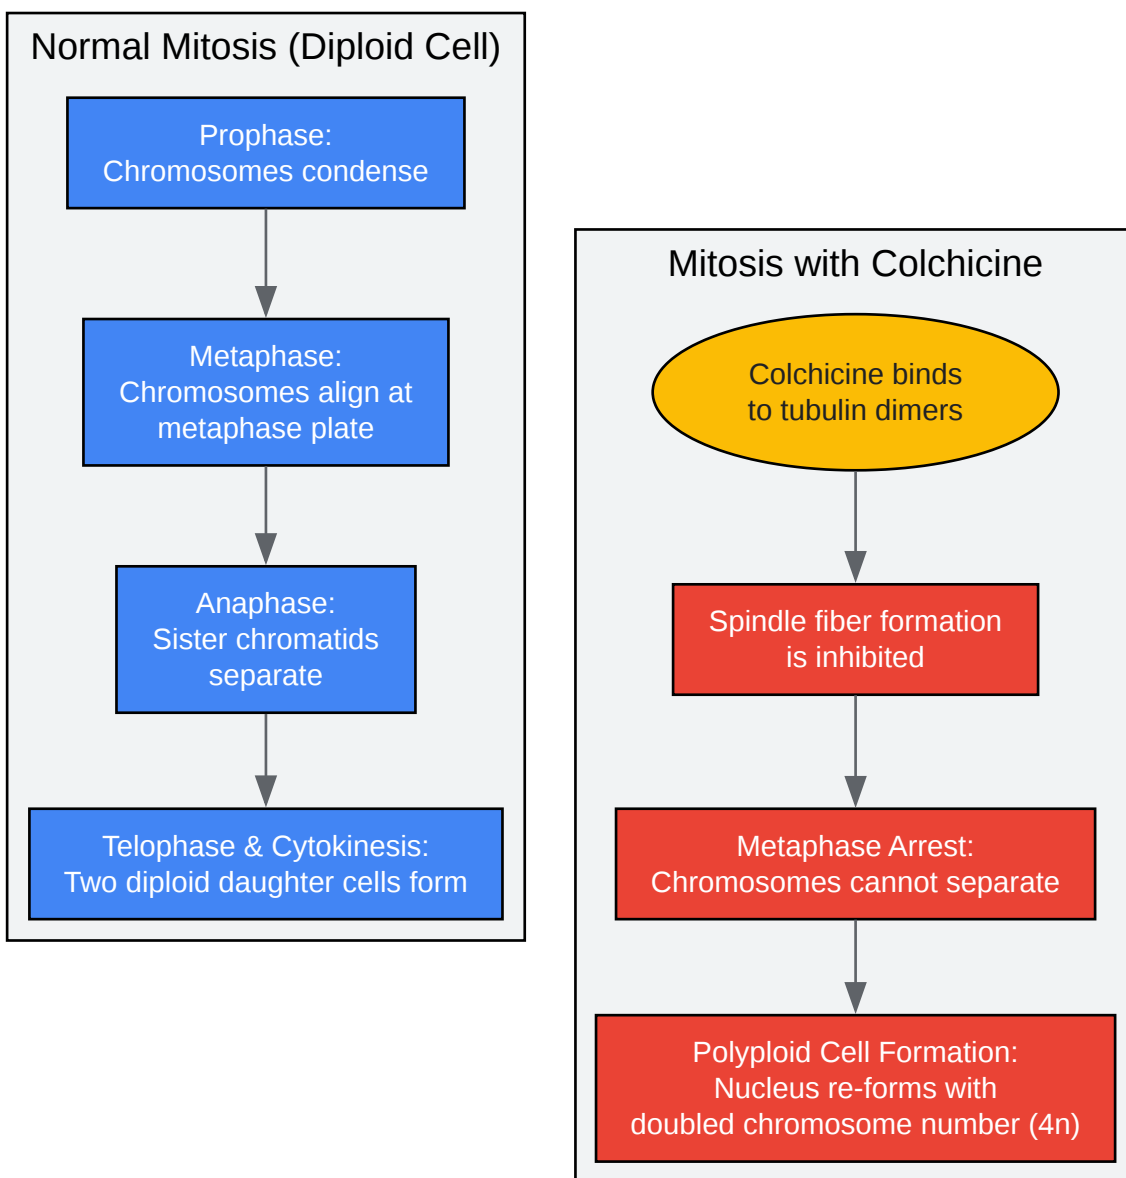 Normal Mitosis (Diploid Cell)
Prophase:
Chromosomes condense
Metaphase:
Chromosomes align at
metaphase plate
Anaphase:
Sister chromatids
separate
Telophase & Cytokinesis:
Two diploid daughter cells form
Mitosis with Colchicine
Colchicine binds
to tubulin dimers
Spindle fiber formation
is inhibited
Metaphase Arrest:
Chromosomes cannot separate
Polyploid Cell Formation:
Nucleus re-forms with
doubled chromosome number (4n)